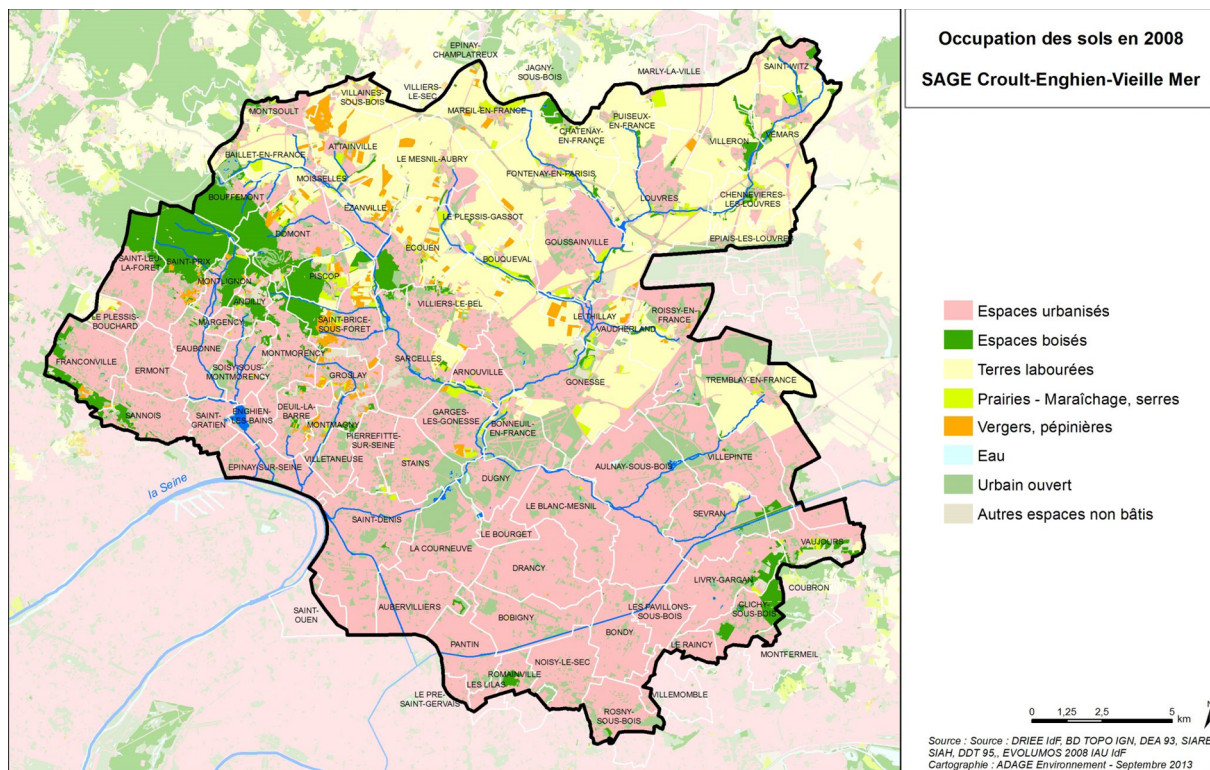 Occupation des sols en 2008
SAGE Croult-Enghien-Vieille Mer
EPINAY-
CHAMPLATREUX
JAGNY-
SOUS-BOIS
MARLY-LA-VILLE
SAINT-WITZ
VILLIERS-
LE-SEC
VILLAINES-
SOUS-BOIS
MONTSOULT
MAREIL-EN-FRANCE
PUISEUX-
EN-FRANCE
CHATENAY-
EN-FRANÇE
VILLERON
VEMARS
ATTAINVILLE
BAILLET-EN-FRANCE
LE MESNIL-AUBRY
MOISSELLES
FONTENAY-EN-PARISIS
BOUFFEMONT
LOUVRES
CHENNEVIERES-
LES-LOUVRES
EZANVILLE
LE PLESSIS-GASSOT
DOMONT
GOUSSAINVILLE
EPIAIS-LES-LOUVRES
ECOUEN
BOUQUEVAL
SAINT-LEU-
LA-FORET
SAINT-PRIX
MONTLIGNON
PISCOP
ANDILLY
VILLIERS-LE-BEL
LE THILLAY
ROISSY-EN-
FRANCE
LE PLESSIS-
BOUCHARD
MARGENCY
SAINT-BRICE-
SOUS-FORET
VAUDHERLAND
EAUBONNE
MONTMORENCY
SARCELLES
FRANCONVILLE
ERMONT
SOISY-SOUS-
MONTMORENCY
GROSLAY
ARNOUVILLE
GONESSE
TREMBLAY-EN-FRANCE
SANNOIS
SAINT-
GRATIEN
ENGHIEN-
LES-BAINS
DEUIL-LA-
BARRE
MONTMAGNY
GARGES-
LES-GONESSE
BONNEUIL-
EN-FRANCE
PIERREFITTE-
SUR-SEINE
VILLETANEUSE
STAINS
EPINAY-SUR-SEINE
AULNAY-SOUS-BOIS
VILLEPINTE
DUGNY
la Seine
SAINT-DENIS
LE BLANC-MESNIL
SEVRAN
LE BOURGET
LA COURNEUVE
VAUJOURS
DRANCY
LIVRY-GARGAN
COUBRON
SAINT-
OUEN
AUBERVILLIERS
BOBIGNY
LES PAVILLONS-
SOUS-BOIS
CLICHY-
SOUS-BOIS
BONDY
PANTIN
LE RAINCY
MONTFERMEIL
NOISY-LE-SEC
ROMAINVILLE
LES LILAS
LE PRE-
SAINT-GERVAIS
VILLEMOMBLE
ROSNY-
SOUS-BOIS
Espaces urbanisés
Espaces boisés
Terres labourées
Prairies - Maraîchage, serres
Vergers, pépinières
Eau
Urbain ouvert
Autres espaces non bâtis
N
0 1,25 2,5 5
km
Source : Source : DRIEE IdF, BD TOPO IGN, DEA 93, SIARE
SIAH, DDT 95,, EVOLUMOS 2008 IAU IdF
Cartographie : ADAGE Environnement - Septembre 2013